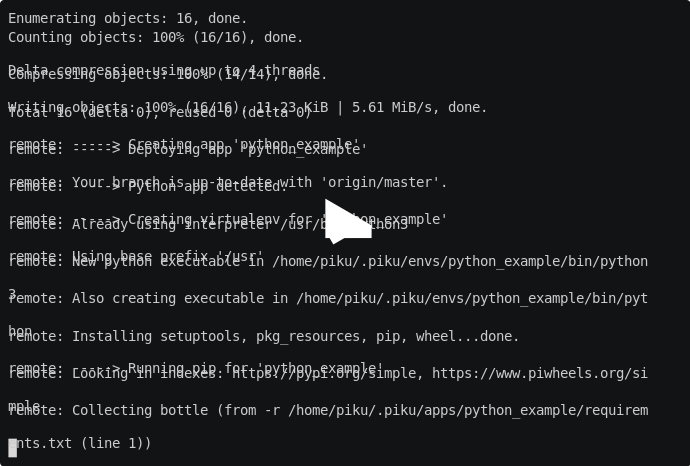 Enumerating objects: 16, done.
Counting objects: 100% (16/16), done.
Delta compression using up to 4 threads
Compressing objects: 100% (14/14), done.
Writing objects: 100% (16/16), 11.23 KiB | 5.61 MiB/s, done.
Total 16 (delta 0), reused 0 (delta 0)
remote: -----> Creating app 'python_example'
remote: -----> Deploying app 'python_example'
remote: Your branch is up-to-date with 'origin/master'.
remote: -----> Python app detected.
remote: -----> Creating virtualenv for 'python_example'
remote: Already using interpreter /usr/bin/python3
remote: Using base prefix '/usr'
remote: New python executable in /home/piku/.piku/envs/python_example/bin/python
3
remote: Also creating executable in /home/piku/.piku/envs/python_example/bin/pyt
hon
remote: Installing setuptools, pkg_resources, pip, wheel...done.
remote: -----> Running pip for 'python_example'
remote: Looking in indexes: https://pypi.org/simple, https://www.piwheels.org/si
mple
remote: Collecting bottle (from -r /home/piku/.piku/apps/python_example/requirem
ents.txt (line 1))